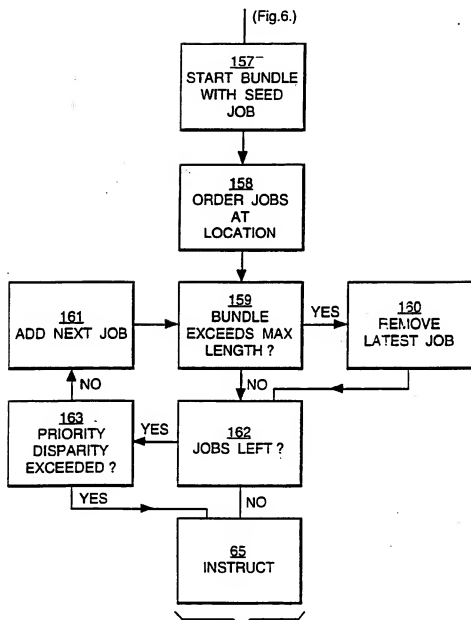 (Fig.6.)
157
START BUNDLE
WITH SEED
JOB
158
ORDER JOBS
AT
LOCATION
159
BUNDLE
EXCEEDS MAX
LENGTH ?
YES
160
REMOVE
LATEST JOB
161
ADD NEXT JOB
NO
NO
163
PRIORITY
DISPARITY
EXCEEDED ?
YES
162
JOBS LEFT ?
YES
NO
65
INSTRUCT